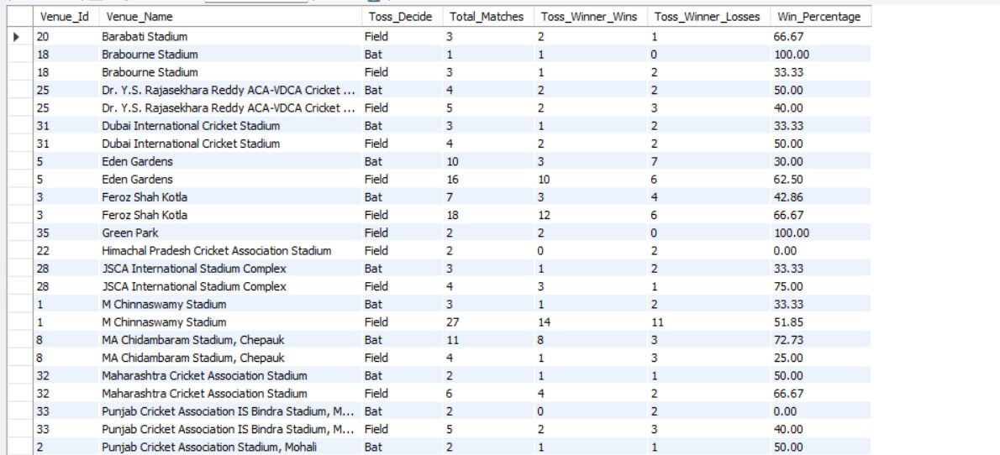 Venue_Id Venue_Name Toss_Decide Total_Matches Toss_Winner_Wins Toss_Winner_Losses Win_Percentage
20 Barabati Stadium Field 3 2 1 66.67
18 Brabourne Stadium Bat 1 1 0 100.00
18 Brabourne Stadium Field 3 1 2 33.33
25 Dr. Y.S. Rajasekhara Reddy ACA-VDCA Cricket ... Bat 4 2 2 50.00
25 Dr. Y.S. Rajasekhara Reddy ACA-VDCA Cricket ... Field 5 2 3 40.00
31 Dubai International Cricket Stadium Bat 3 1 2 33.33
31 Dubai International Cricket Stadium Field 4 2 2 50.00
5 Eden Gardens Bat 10 3 7 30.00
5 Eden Gardens Field 16 10 6 62.50
3 Feroz Shah Kotla Bat 7 3 4 42.86
3 Feroz Shah Kotla Field 18 12 6 66.67
35 Green Park Field 2 2 0 100.00
22 Himachal Pradesh Cricket Association Stadium Field 2 0 2 0.00
28 JSCA International Stadium Complex Bat 3 1 2 33.33
28 JSCA International Stadium Complex Field 4 3 1 75.00
1 M Chinnaswamy Stadium Bat 3 1 2 33.33
1 M Chinnaswamy Stadium Field 27 14 11 51.85
8 MA Chidambaram Stadium, Chepauk Bat 11 8 3 72.73
8 MA Chidambaram Stadium, Chepauk Field 4 1 3 25.00
32 Maharashtra Cricket Association Stadium Bat 2 1 1 50.00
32 Maharashtra Cricket Association Stadium Field 6 4 2 66.67
33 Punjab Cricket Association IS Bindra Stadium, M... Bat 2 0 2 0.00
33 Punjab Cricket Association IS Bindra Stadium, M... Field 5 2 3 40.00
2 Punjab Cricket Association Stadium, Mohali Bat 2 1 1 50.00